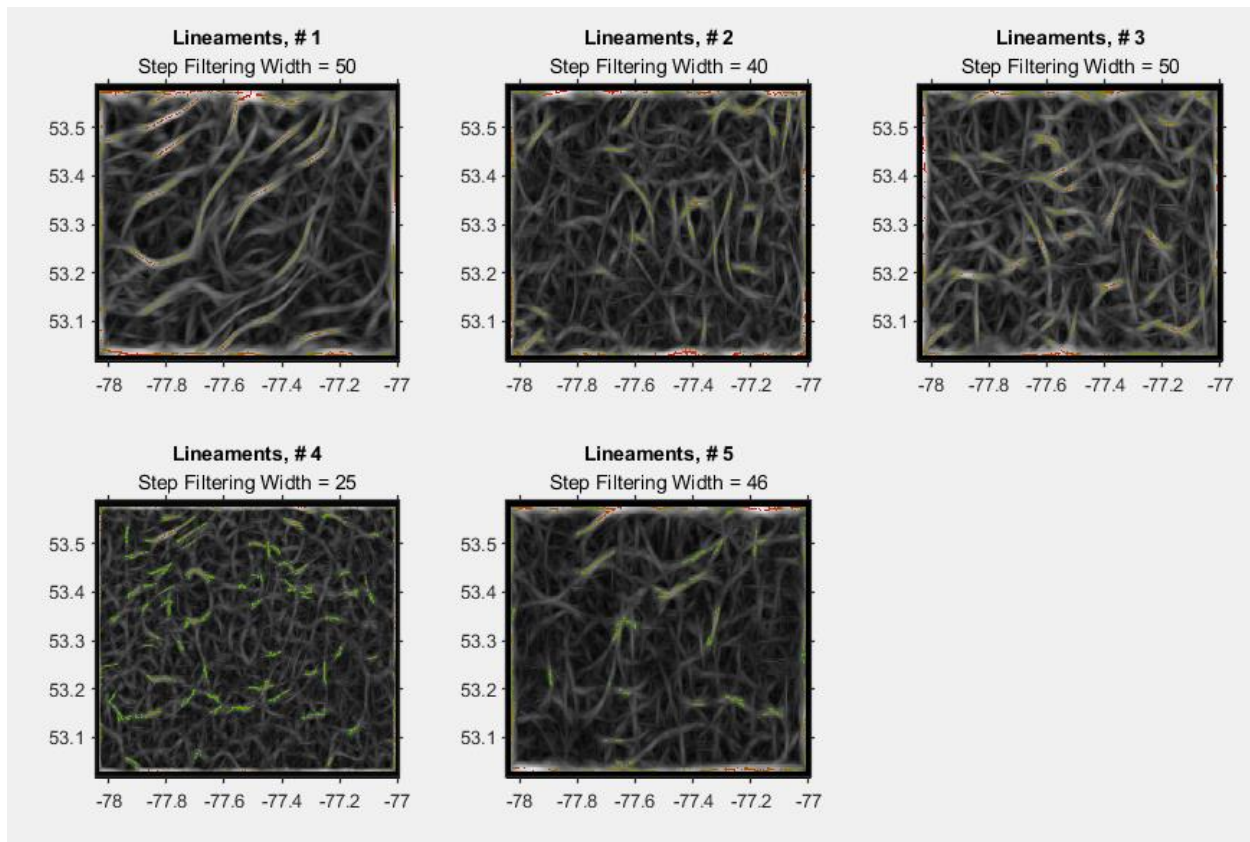 Lineaments, # 1
Step Filtering Width = 50
53.5
53.4
53.3
53.2
53.1
-78 -77.8 -77.6 -77.4 -77.2 -77
Lineaments, # 2
Step Filtering Width = 40
53.5
53.4
53.3
53.2
53.1
-78 -77.8 -77.6 -77.4 -77.2 -77
Lineaments, # 3
Step Filtering Width = 50
53.5
53.4
53.3
53.2
53.1
-78 -77.8 -77.6 -77.4 -77.2 -77
Lineaments, # 4
Step Filtering Width = 25
53.5
53.4
53.3
53.2
53.1
-78 -77.8 -77.6 -77.4 -77.2 -77
Lineaments, # 5
Step Filtering Width = 46
53.5
53.4
53.3
53.2
53.1
-78 -77.8 -77.6 -77.4 -77.2 -77